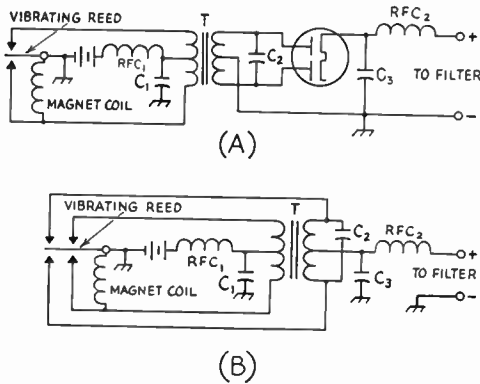 VIBRATING REED
T
RFC2
+
RFC1
C1
C2
C3
TO FILTER
MAGNET COIL
-
(A)
VIBRATING REED
T
C2
RFC2
+
RFC1
C1
C3
TO FILTER
MAGNET COIL
-
(B)